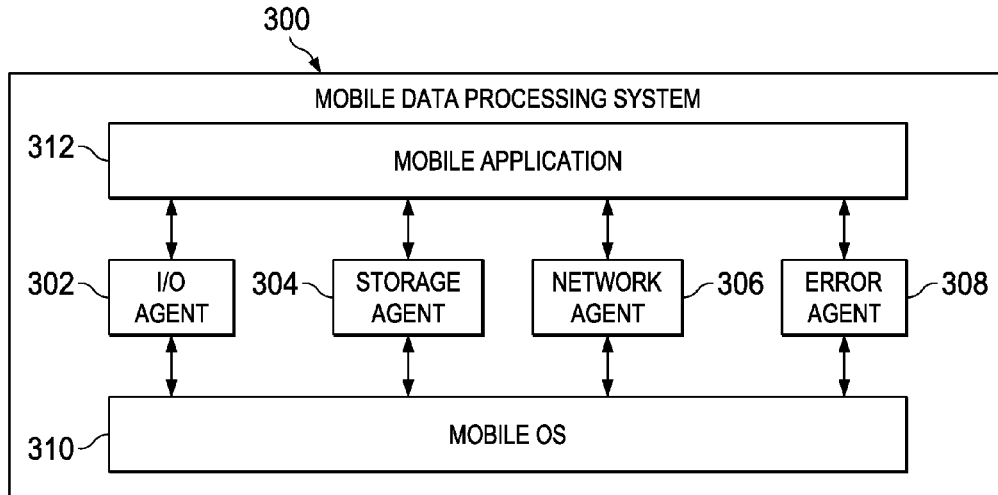 300
MOBILE DATA PROCESSING SYSTEM
312
MOBILE APPLICATION
302
I/O
AGENT
304
STORAGE
AGENT
NETWORK
AGENT
306
ERROR
AGENT
308
310
MOBILE OS